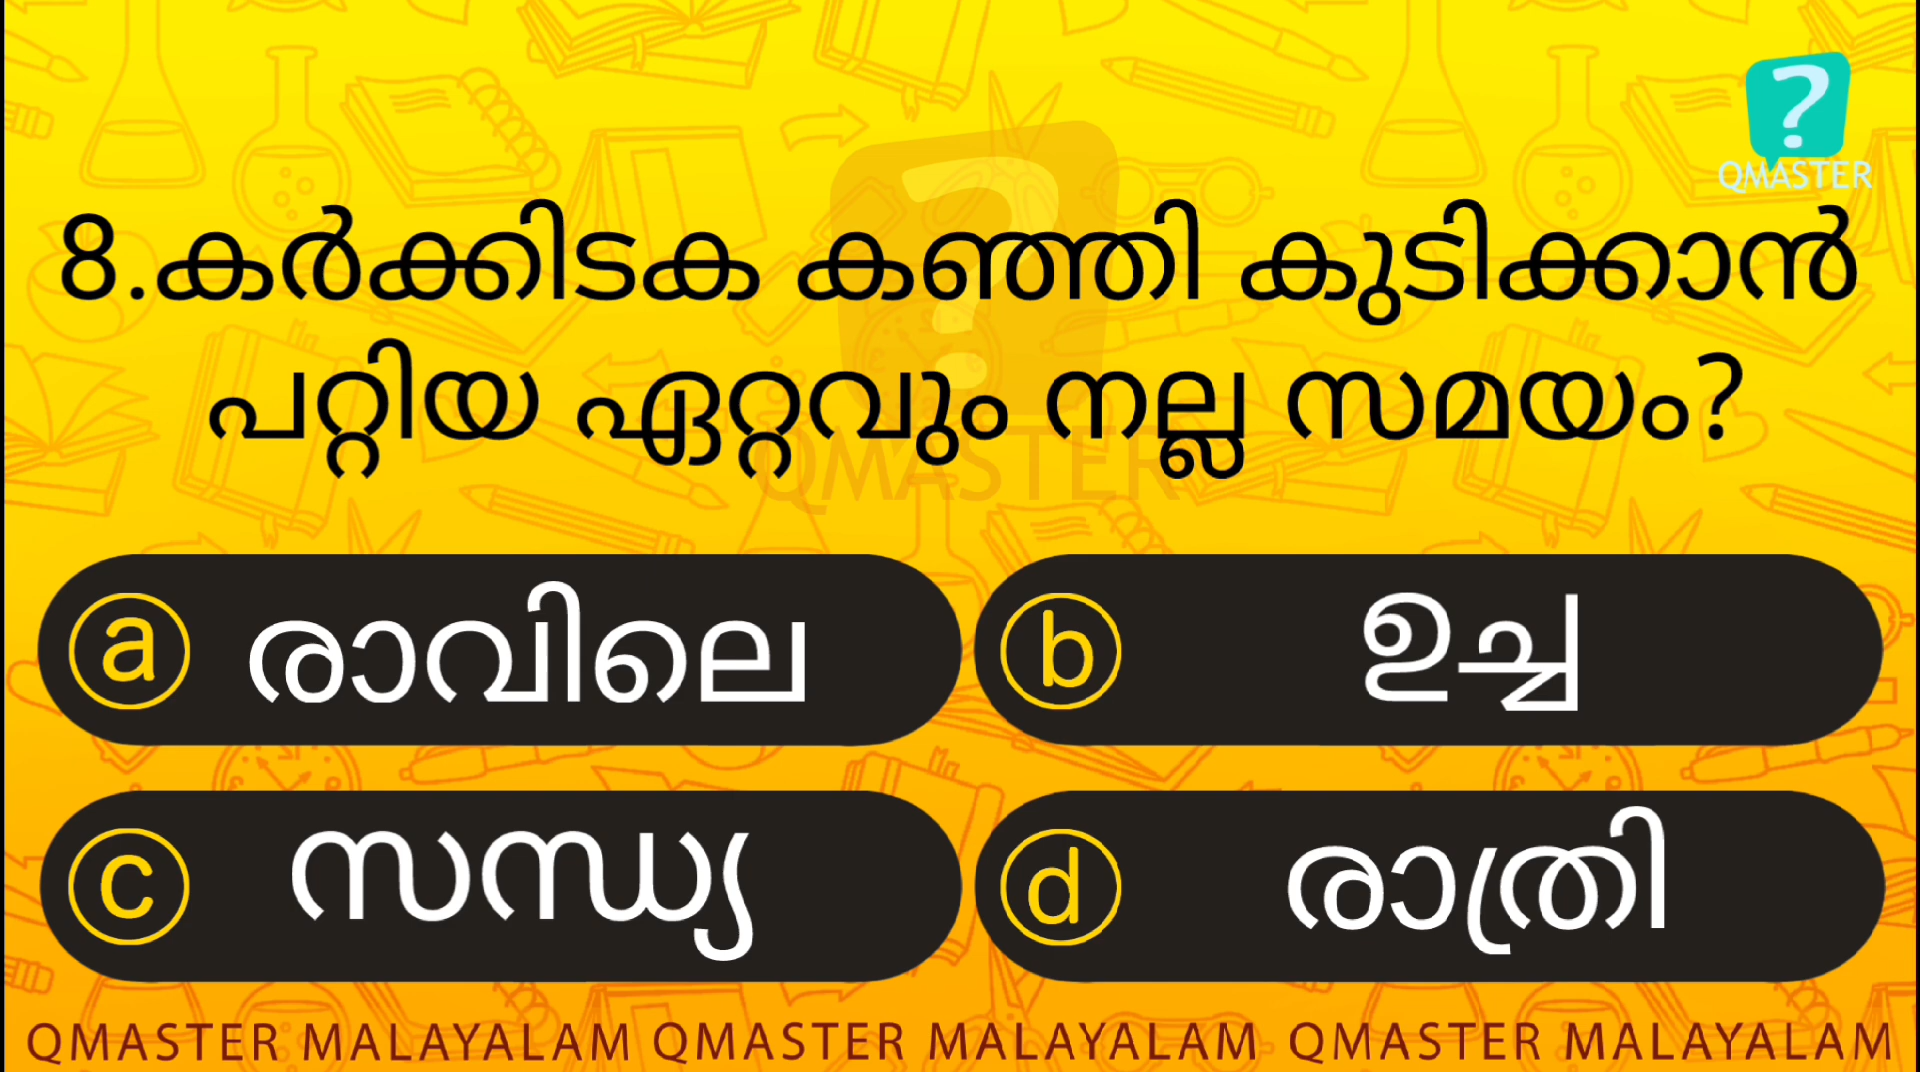 QMASTER
8.കർക്കിടക കഞ്ഞി കുടിക്കാൻ
പറ്റിയ ഏറ്റവും നല്ല സമയം?
QMASTER
a രാവിലെ
b ഉച്ച
c സന്ധ്യ
d രാത്രി
QMASTER MALAYALAM QMASTER MALAYALAM QMASTER MALAYALAM